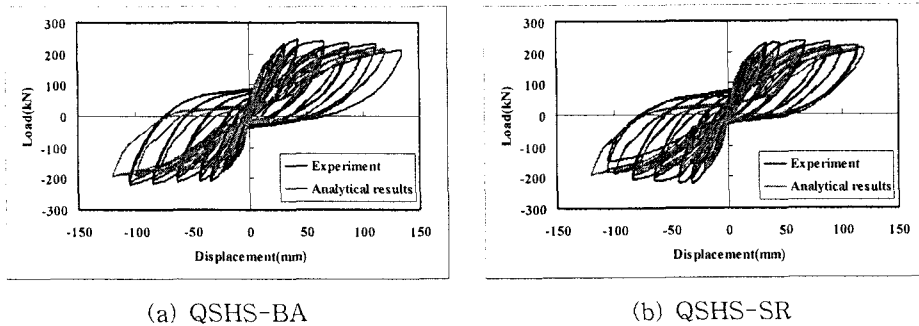 300
200
100
0
-100
-200
-300
Load(kN)
Experiment
Analytical results
-150 -100 -50 0 50 100 150
Displacement(mm)
(a) QSHS-BA
300
200
100
0
-100
-200
-300
Load(kN)
Experiment
Analytical results
-150 -100 -50 0 50 100 150
Displacement(mm)
(b) QSHS-SR